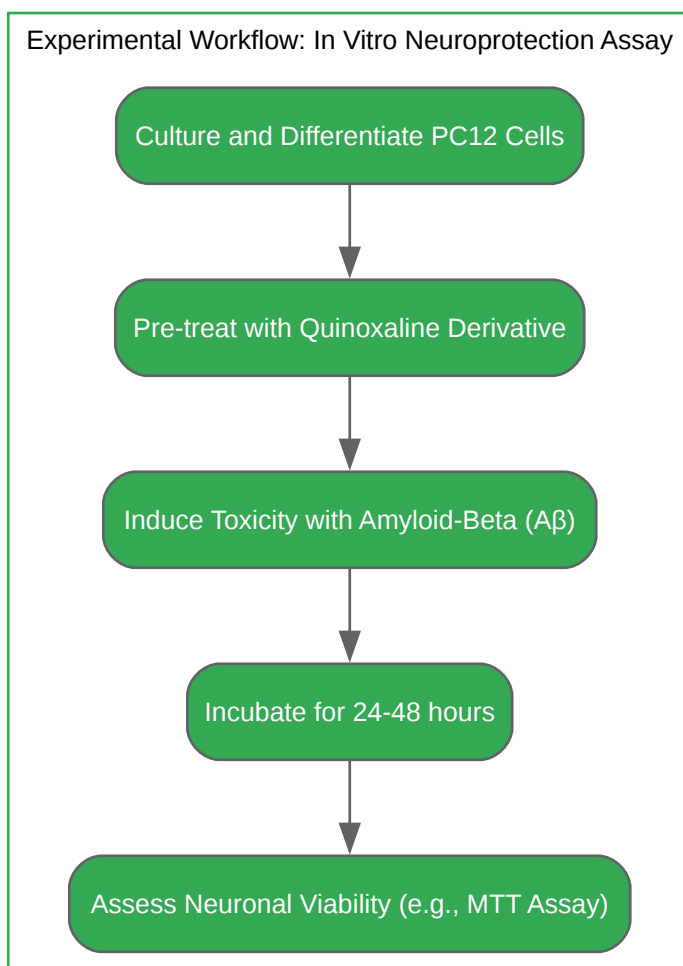 Experimental Workflow: In Vitro Neuroprotection Assay
Culture and Differentiate PC12 Cells
Pre-treat with Quinoxaline Derivative
Induce Toxicity with Amyloid-Beta (Aβ)
Incubate for 24-48 hours
Assess Neuronal Viability (e.g., MTT Assay)